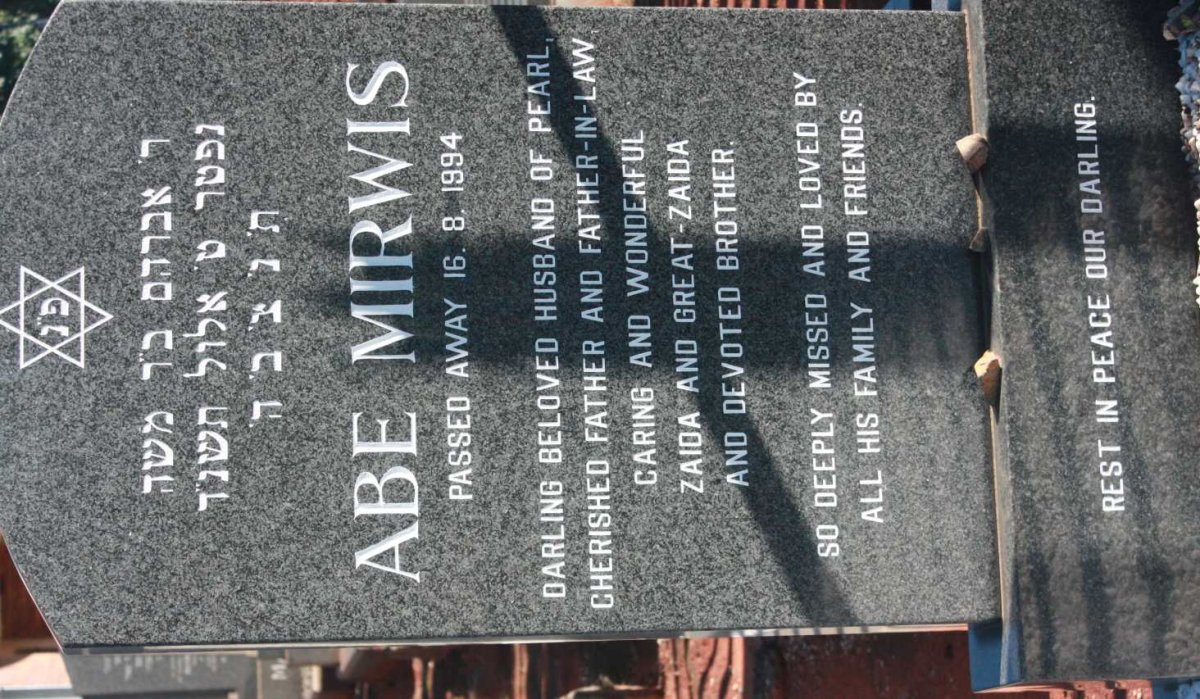 פ״נ
ר׳ אברהם ב״ר משה
נפטר ט׳ אלול תשנ״ד
ת׳ נ׳ צ׳ ב׳ ה׳
ABE MIRWIS
PASSED AWAY 16. 8. 1994
DARLING BELOVED HUSBAND OF PEARL,
CHERISHED FATHER AND FATHER-IN-LAW,
CARING AND WONDERFUL
ZAIDA AND GREAT-ZAIDA
AND DEVOTED BROTHER.
SO DEEPLY MISSED AND LOVED BY
ALL HIS FAMILY AND FRIENDS.
REST IN PEACE OUR DARLING.